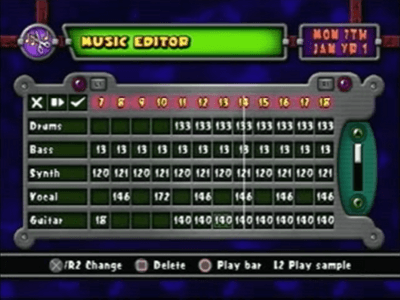 MUSIC EDITOR
MON 7TH
JAN YR 1
7 8 9 10 11 12 13 14 15 16 17 18
Drums 133 133 133 133 133 133 133 133
Bass 13 13 13 13 13 13 13 13 13 13 13 13
Synth 120 121 120 121 120 121 120 121 120 121 120 121
Vocal 146 172 146 146 146 146
Guitar 18 140 140 140 140 140 140 140 140
/R2 Change Delete Play bar L2 Play sample